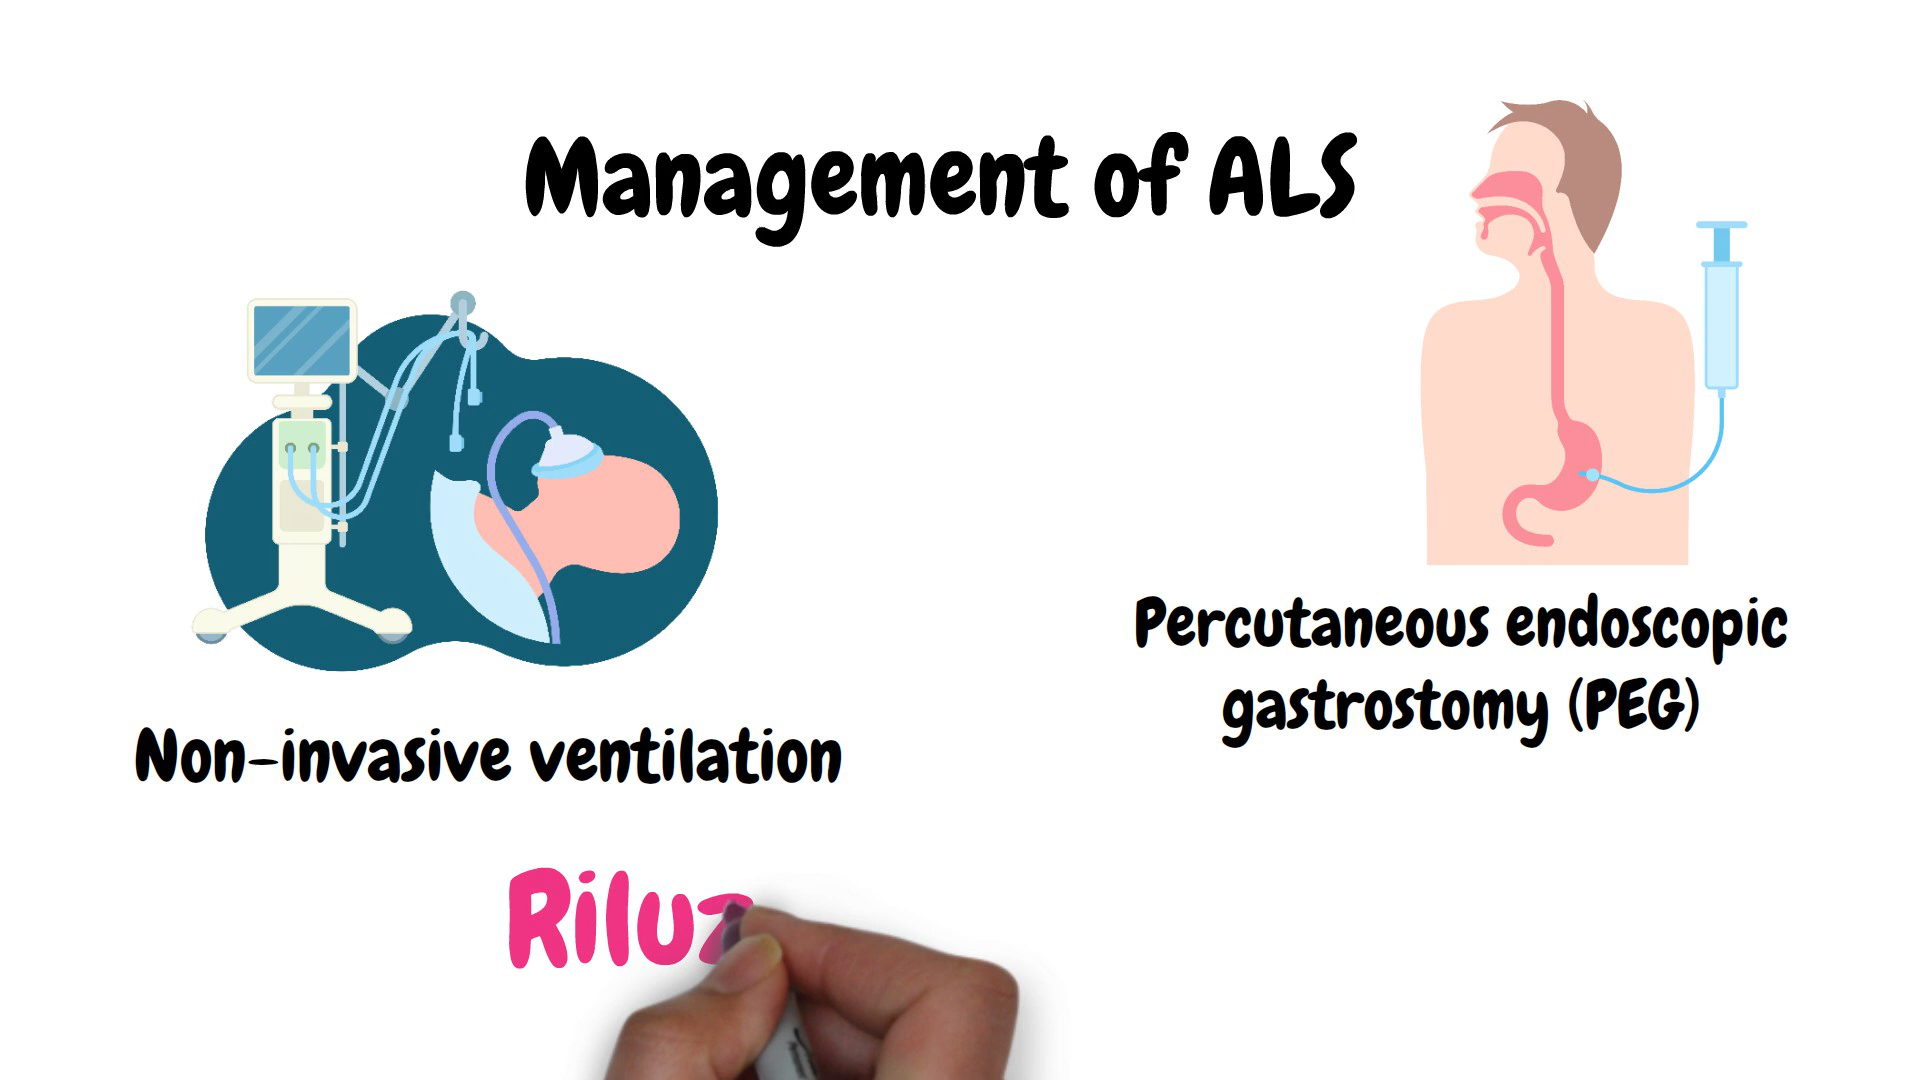 Management of ALS
Percutaneous endoscopic
gastrostomy (PEG)
Non-invasive ventilation
Riluz